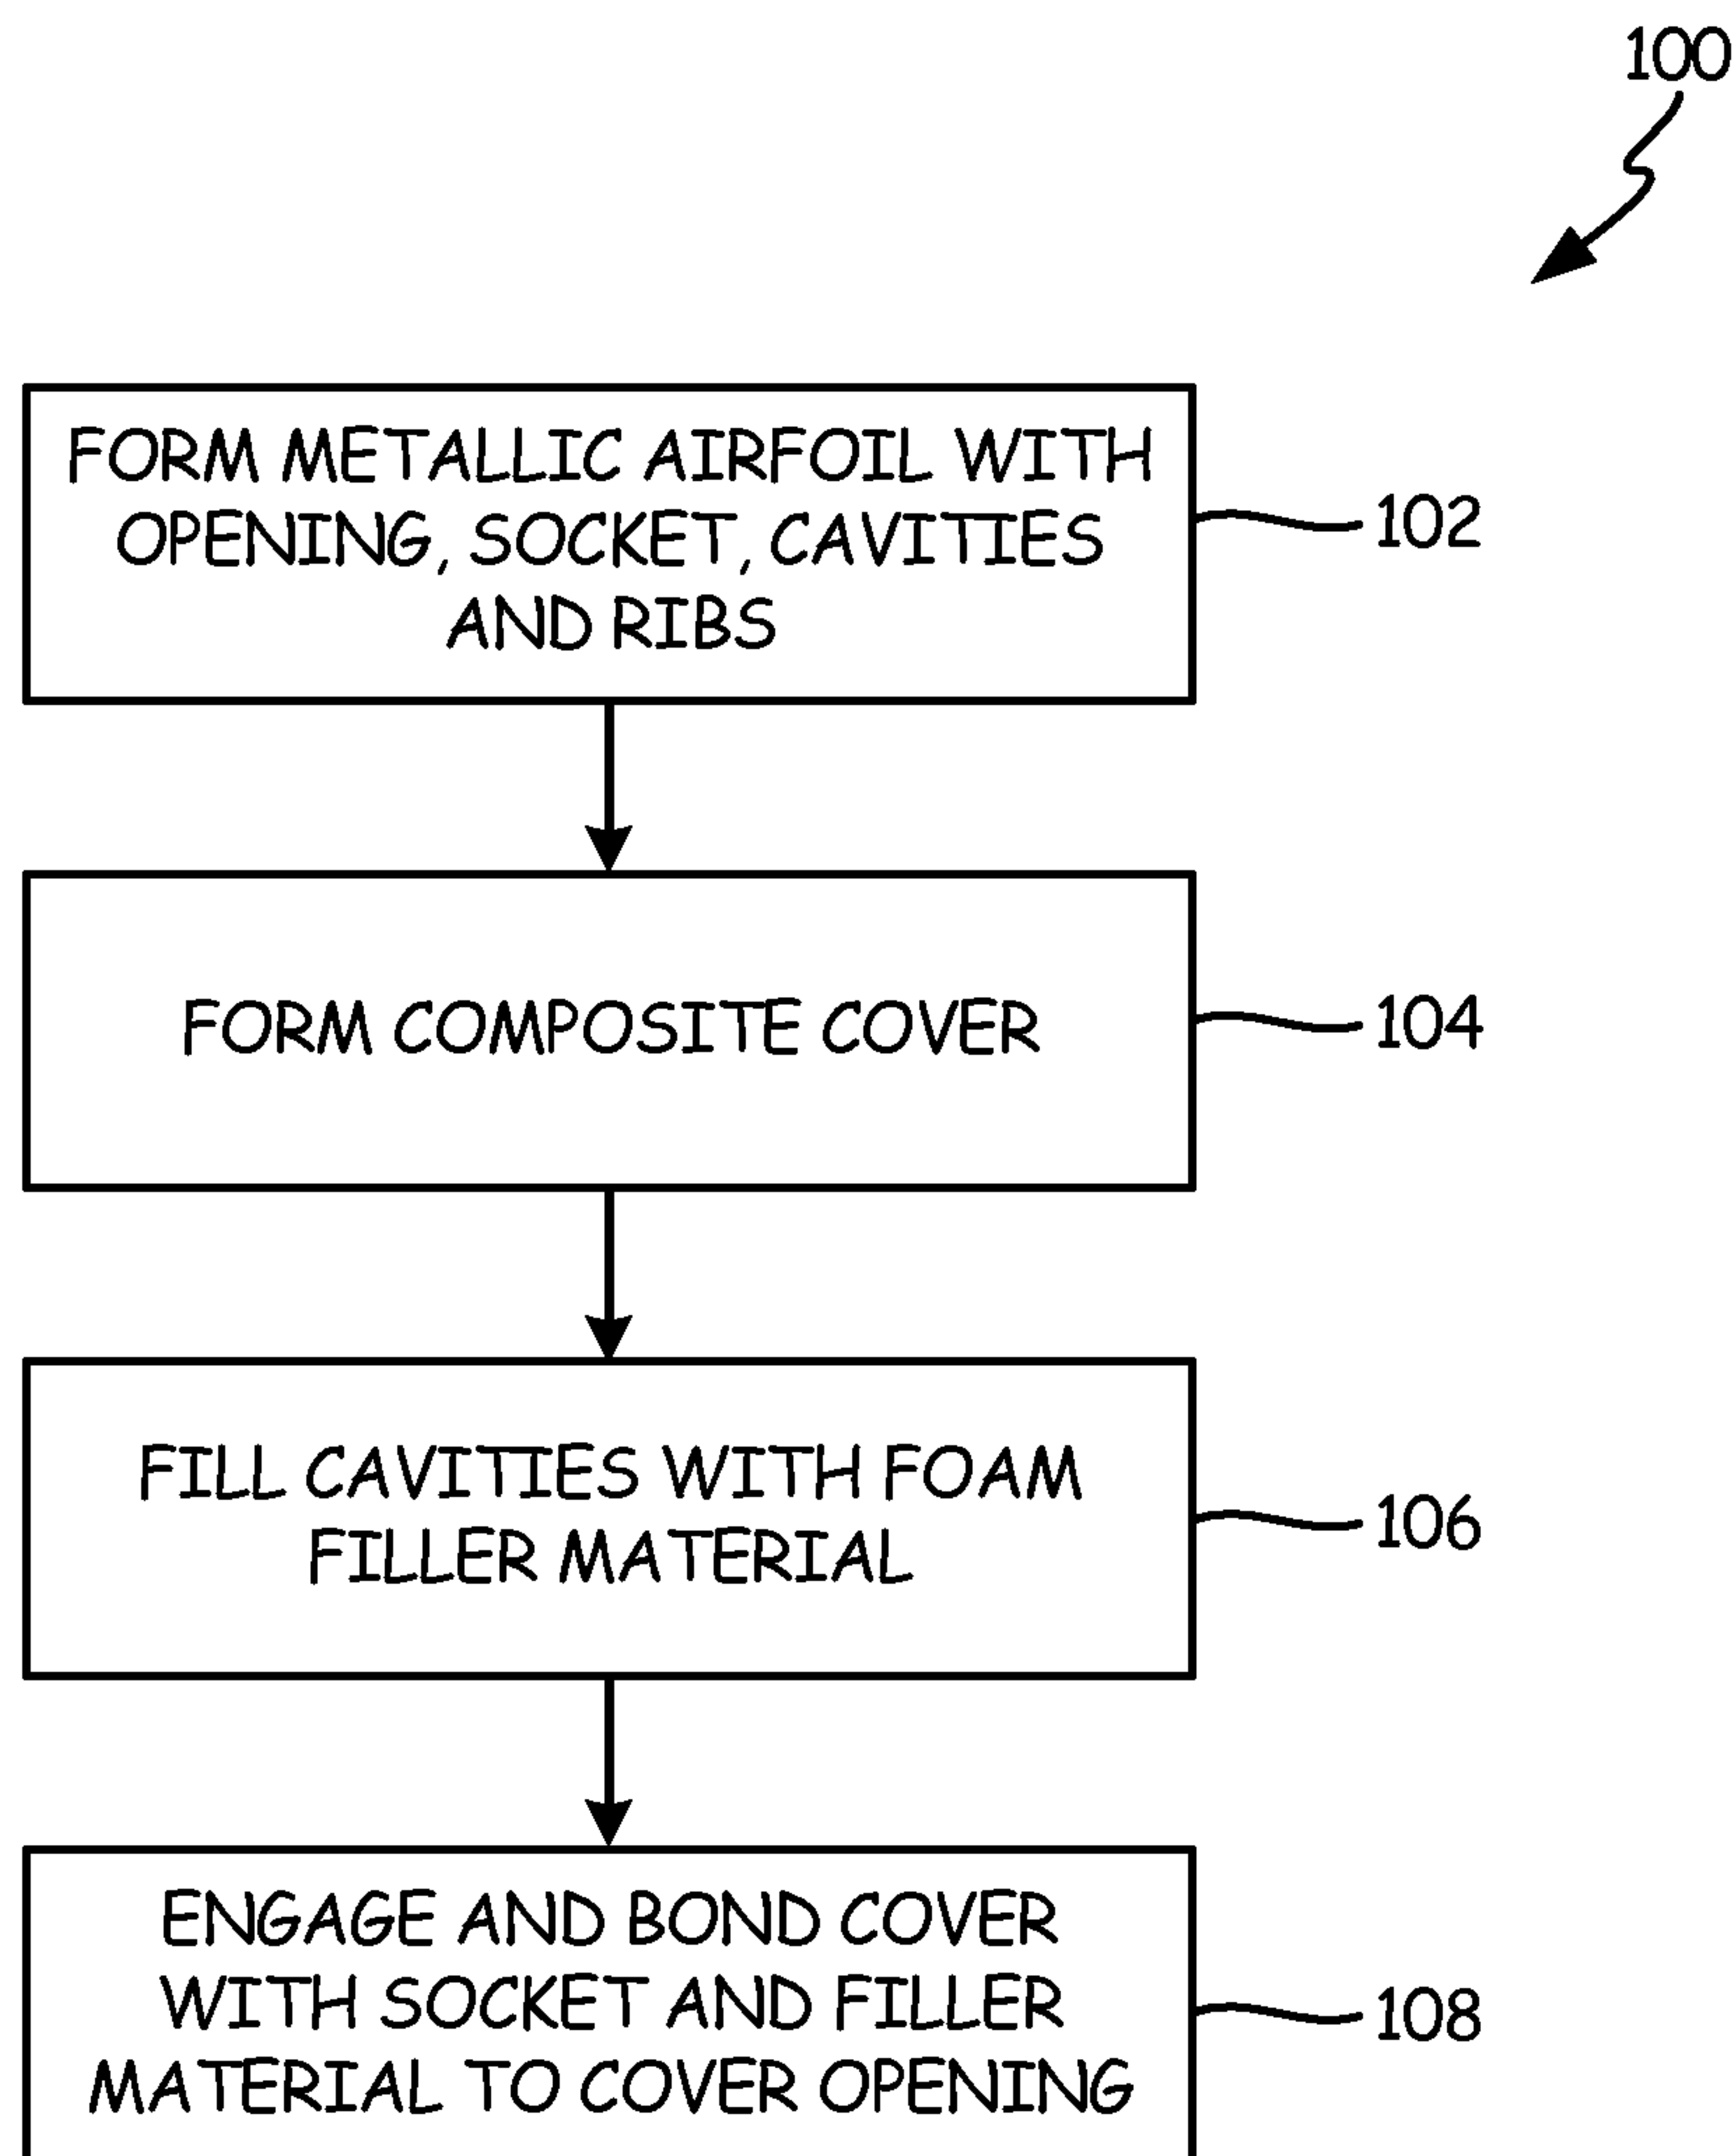 100
FORM METALLIC AIRFOIL WITH
OPENING, SOCKET, CAVITIES
AND RIBS
102
FORM COMPOSITE COVER
104
FILL CAVITIES WITH FOAM
FILLER MATERIAL
106
ENGAGE AND BOND COVER
WITH SOCKET AND FILLER
MATERIAL TO COVER OPENING
108